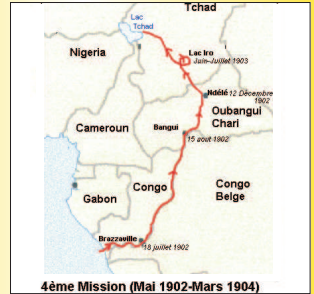 Tchad
Lac
Tchad
Nigeria
Lac Iro
Juin-Juillet 1903
Ndélé 12 Décembre
1902
Oubangui
Chari
Cameroun
Bangui
15 aout 1902
Congo
Gabon
Congo
Belge
Brazzaville
18 juillet 1902
4ème Mission (Mai 1902-Mars 1904)